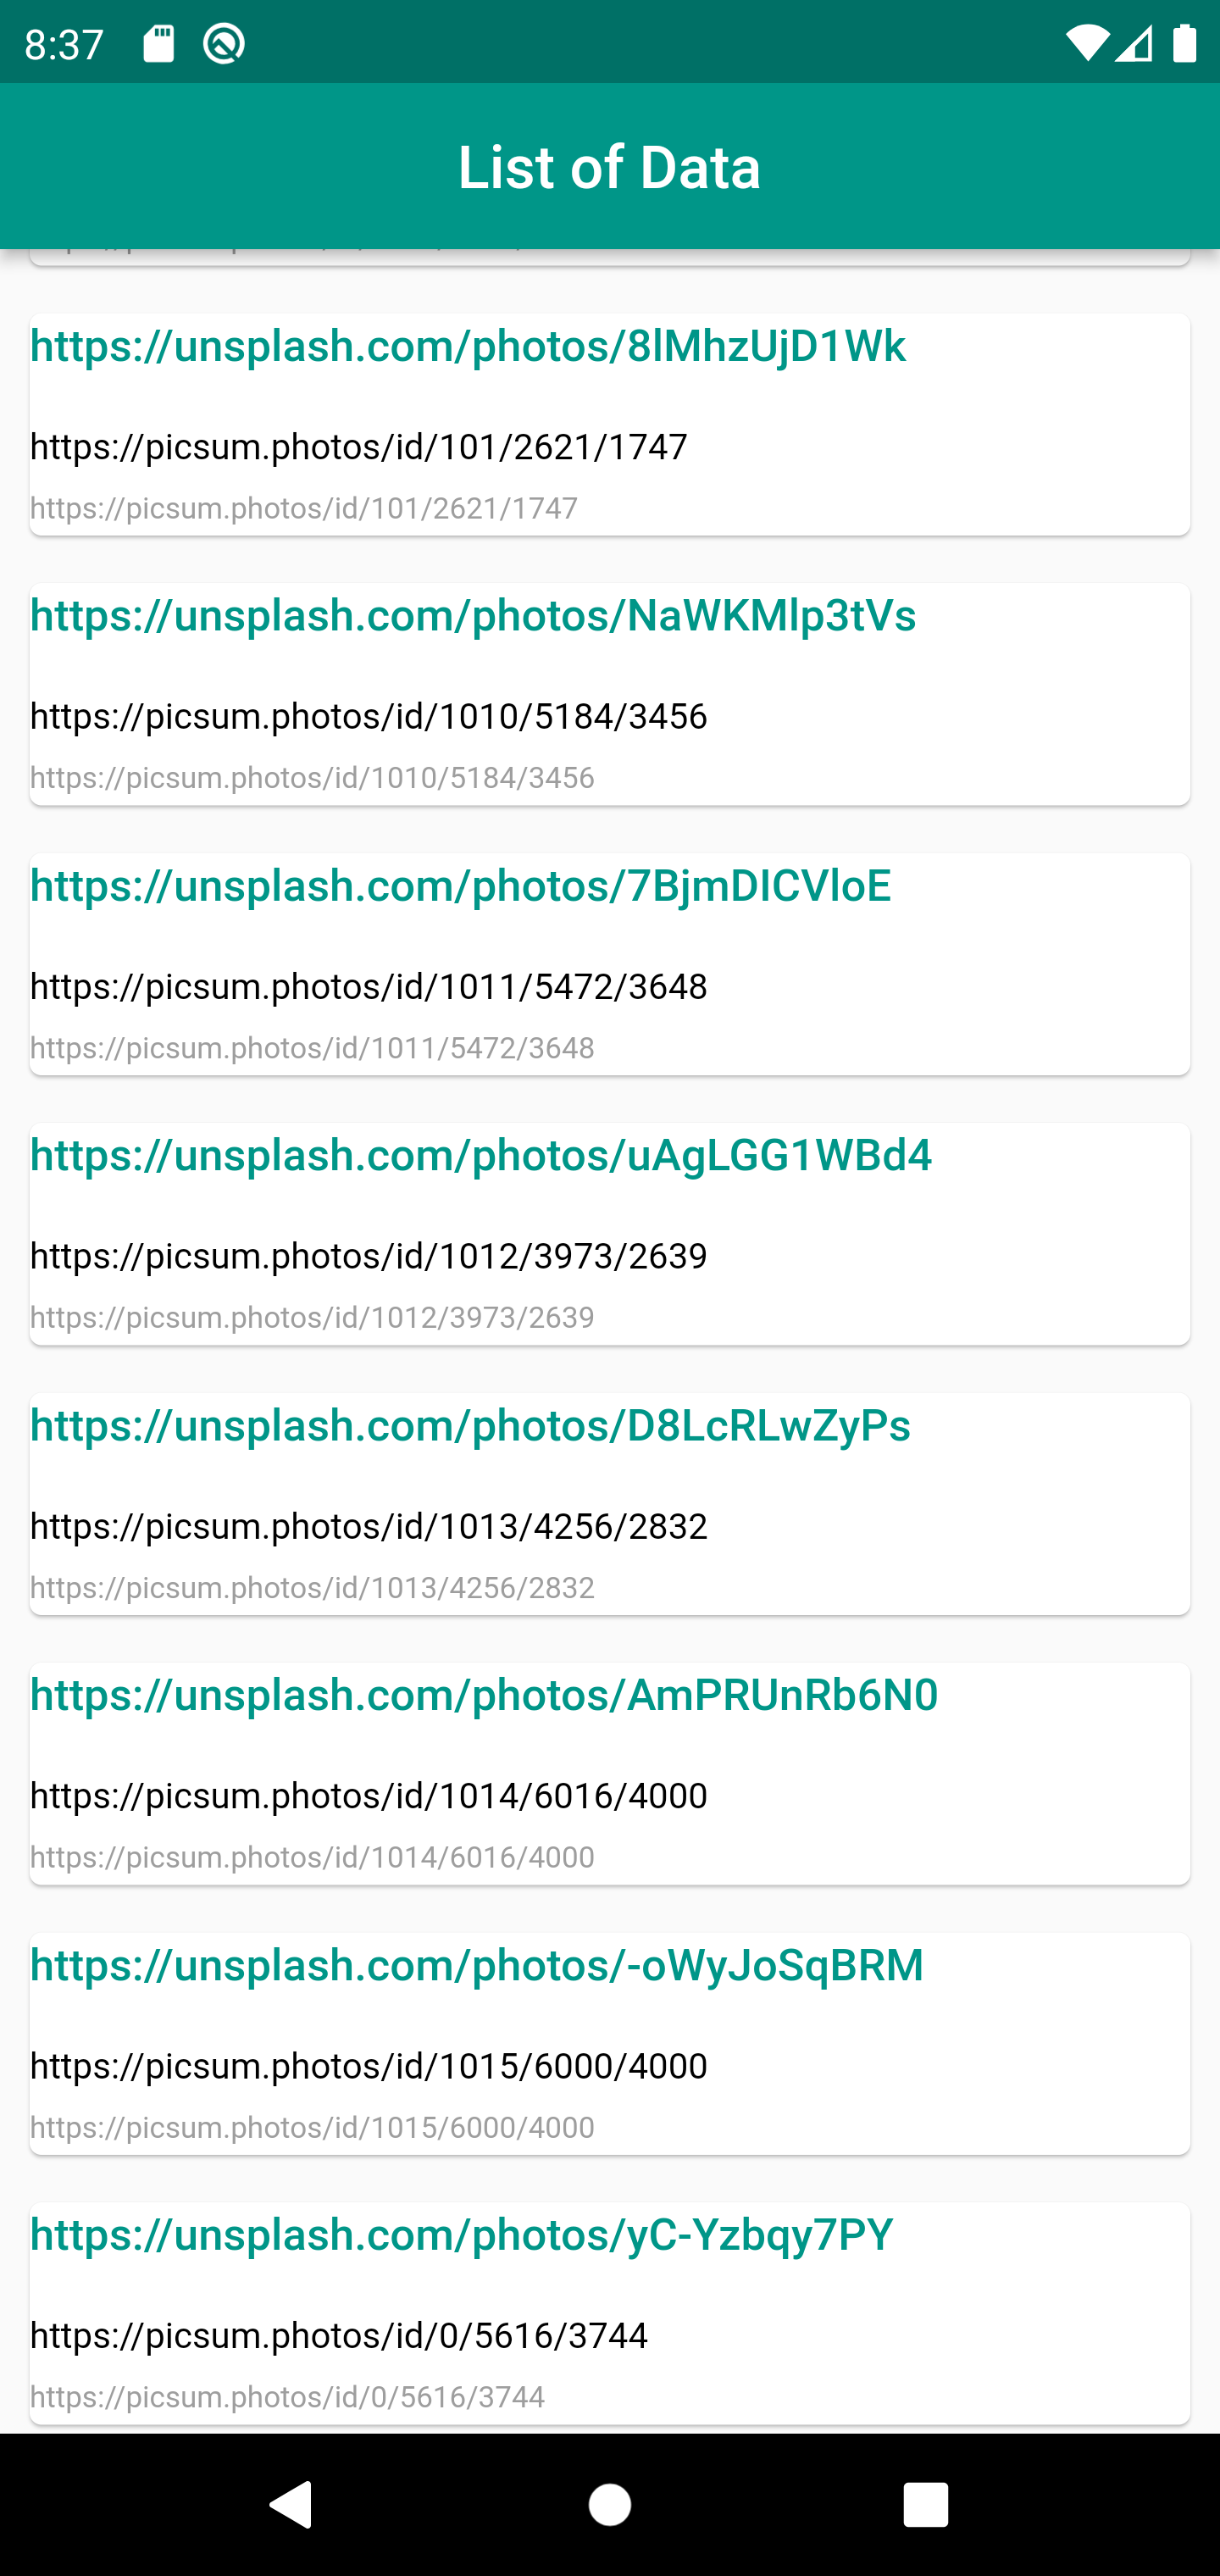 8:37
List of Data
https://unsplash.com/photos/8lMhzUjD1Wk
https://picsum.photos/id/101/2621/1747
https://picsum.photos/id/101/2621/1747
https://unsplash.com/photos/NaWKMlp3tVs
https://picsum.photos/id/1010/5184/3456
https://picsum.photos/id/1010/5184/3456
https://unsplash.com/photos/7BjmDICVloE
https://picsum.photos/id/1011/5472/3648
https://picsum.photos/id/1011/5472/3648
https://unsplash.com/photos/uAgLGG1WBd4
https://picsum.photos/id/1012/3973/2639
https://picsum.photos/id/1012/3973/2639
https://unsplash.com/photos/D8LcRLwZyPs
https://picsum.photos/id/1013/4256/2832
https://picsum.photos/id/1013/4256/2832
https://unsplash.com/photos/AmPRUnRb6N0
https://picsum.photos/id/1014/6016/4000
https://picsum.photos/id/1014/6016/4000
https://unsplash.com/photos/-oWyJoSqBRM
https://picsum.photos/id/1015/6000/4000
https://picsum.photos/id/1015/6000/4000
https://unsplash.com/photos/yC-Yzbqy7PY
https://picsum.photos/id/0/5616/3744
https://picsum.photos/id/0/5616/3744